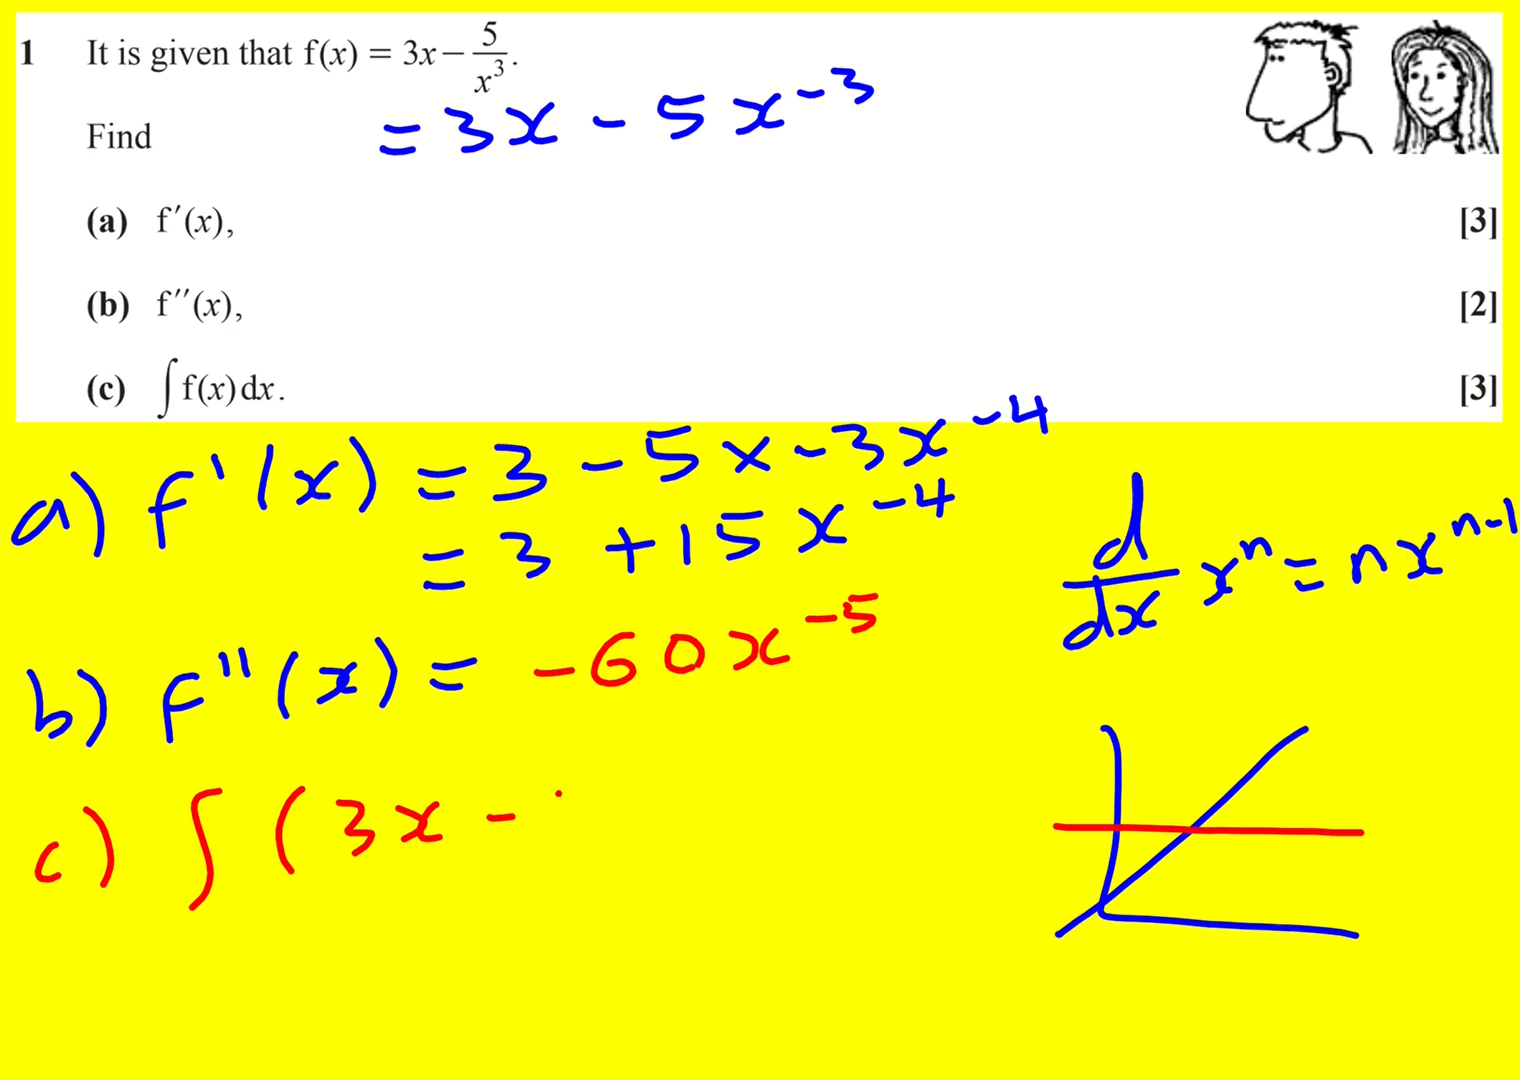 1 It is given that f(x) = 3x − 5/x³.
= 3x − 5x⁻³
Find
(a) f′(x), [3]
(b) f″(x), [2]
(c) ∫f(x)dx. [3]
a) f'(x) = 3 − 5 × −3x⁻⁴
= 3 + 15x⁻⁴
d/dx xⁿ = nxⁿ⁻¹
b) f''(x) = −60x⁻⁵
c) ∫(3x −